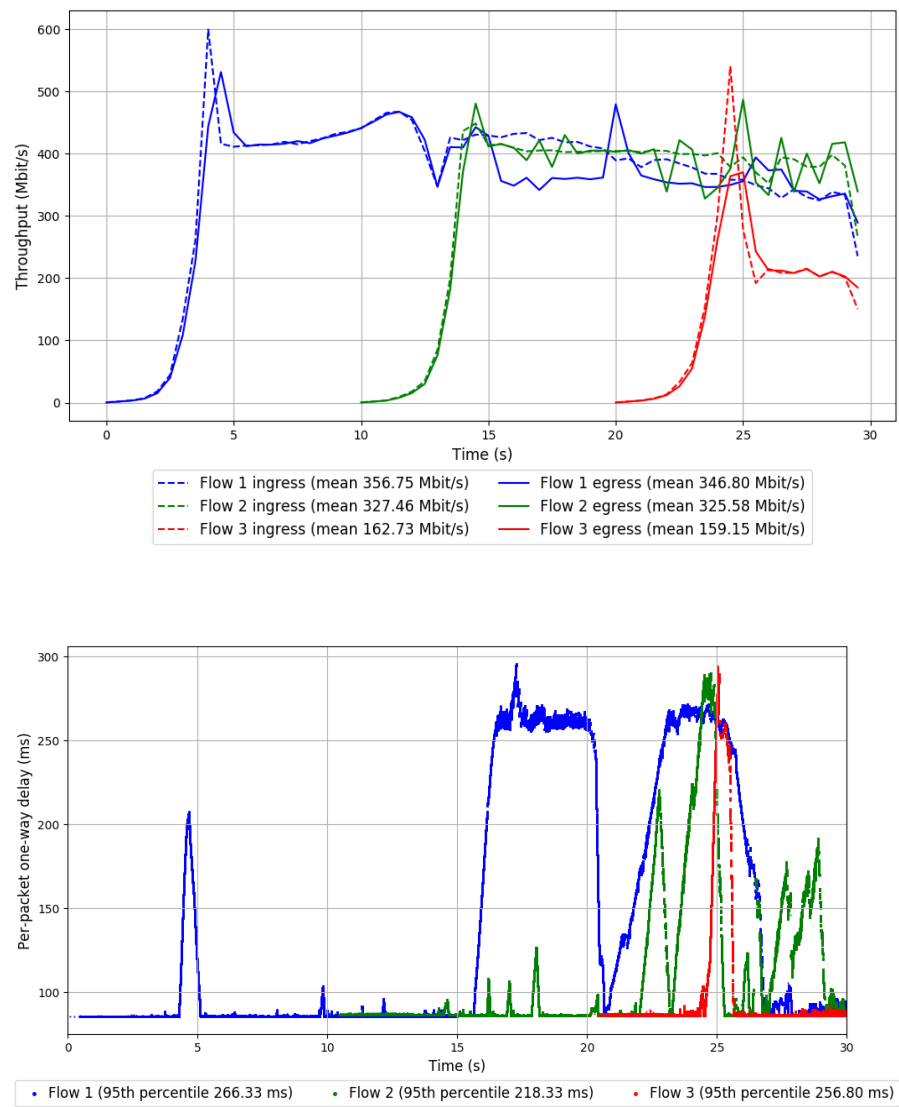 600
500
400
300
200
100
0
Throughput (Mbit/s)
0 5 10 15 20 25 30
Time (s)
Flow 1 ingress (mean 356.75 Mbit/s) Flow 1 egress (mean 346.80 Mbit/s)
Flow 2 ingress (mean 327.46 Mbit/s) Flow 2 egress (mean 325.58 Mbit/s)
Flow 3 ingress (mean 162.73 Mbit/s) Flow 3 egress (mean 159.15 Mbit/s)
300
250
200
150
100
Per-packet one-way delay (ms)
0 5 10 15 20 25 30
Time (s)
Flow 1 (95th percentile 266.33 ms) Flow 2 (95th percentile 218.33 ms) Flow 3 (95th percentile 256.80 ms)